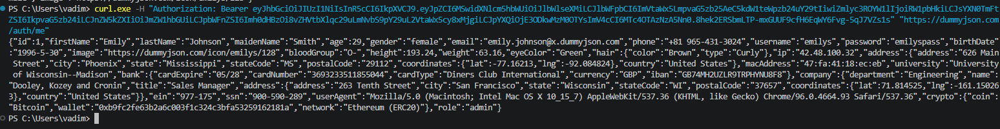 PS C:\Users\vadim> curl.exe -H "Authorization: Bearer eyJhbGciOiJIUzI1NiIsInR5cCI6IkpXVCJ9.eyJpZCI6MSwidXNlcm5hbWUiOiJlbWlseXMiLCJlbWFpbCI6ImVtaWx5LmpvaG5zb25AeC5kdW1teWpzb24uY29tIiwiZmlyc3ROYW1lIjoiRW1pbHkiLCJsYXN0TmFt
ZSI6IkpvaG5zb24iLCJnZW5kZXIiOiJmZW1hbGUiLCJpbWFnZSI6Imh0dHBzOi8vZHVtbXlqc29uLmNvbS9pY29uL2VtaWx5cy8xMjgiLCJpYXQiOjE3ODkwMzM0OTYsImV4cCI6MTc4OTAzNzA5Nn0.8hek2ERSbmLTP-mxGUUF9cfH6EqWY6Fvg-5qJ7VZs1s" "https://dummyjson.com
/auth/me"
{"id":1,"firstName":"Emily","lastName":"Johnson","maidenName":"Smith","age":29,"gender":"female","email":"emily.johnson@x.dummyjson.com","phone":"+81 965-431-3024","username":"emilys","password":"emilyspass","birthDate"
:"1996-5-30","image":"https://dummyjson.com/icon/emilys/128","bloodGroup":"O-","height":193.24,"weight":63.16,"eyeColor":"Green","hair":{"color":"Brown","type":"Curly"},"ip":"42.48.100.32","address":{"address":"626 Main
Street","city":"Phoenix","state":"Mississippi","stateCode":"MS","postalCode":"29112","coordinates":{"lat":-77.16213,"lng":-92.084824},"country":"United States"},"macAddress":"47:fa:41:18:ec:eb","university":"University
of Wisconsin--Madison","bank":{"cardExpire":"05/28","cardNumber":"3693233511855044","cardType":"Diners Club International","currency":"GBP","iban":"GB74MH2UZLR9TRPHYNU8F8"},"company":{"department":"Engineering","name":
"Dooley, Kozey and Cronin","title":"Sales Manager","address":{"address":"263 Tenth Street","city":"San Francisco","state":"Wisconsin","stateCode":"WI","postalCode":"37657","coordinates":{"lat":71.814525,"lng":-161.15026
3},"country":"United States"}},"ein":"977-175","ssn":"900-590-289","userAgent":"Mozilla/5.0 (Macintosh; Intel Mac OS X 10_15_7) AppleWebKit/537.36 (KHTML, like Gecko) Chrome/96.0.4664.93 Safari/537.36","crypto":{"coin":
"Bitcoin","wallet":"0xb9fc2fe63b2a6c003f1c324c3bfa53259162181a","network":"Ethereum (ERC20)"},"role":"admin"}
PS C:\Users\vadim>